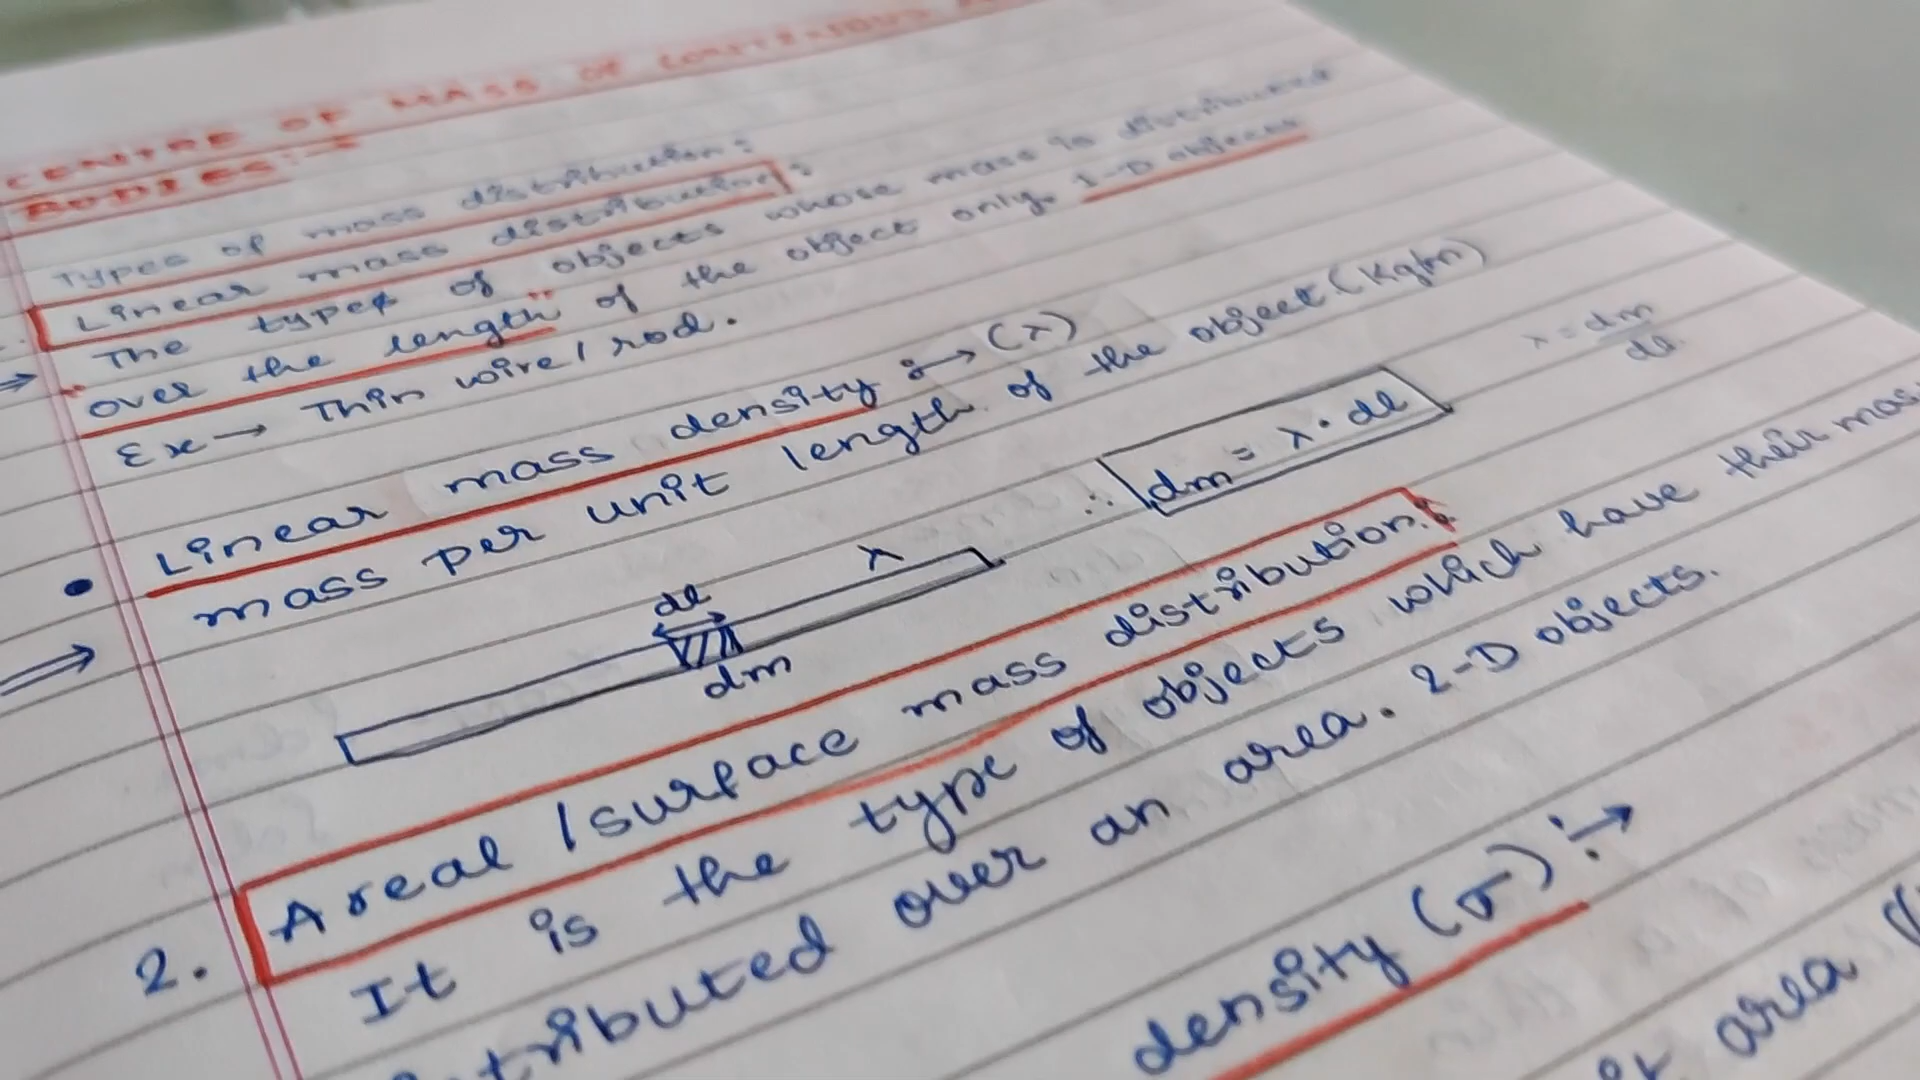 CENTRE OF MASS OF CONTINIOUS
BODIES :→
Types of mass distribution :
Linear mass distribution :
⇒ The types of objects whose mass is distributed
"over the length" of the object only. 1-D objects
Ex → Thin wire / rod.
• Linear mass density :→ (λ)
⇒ mass per unit length of the object. (Kg/m)
λ = dm/dl
∴ dm = λ · dl
dl
λ
dm
2. Areal / surface mass distribution :
It is the type of objects which have their mas
tributed over an area. 2-D objects.
density (σ) :→
area (